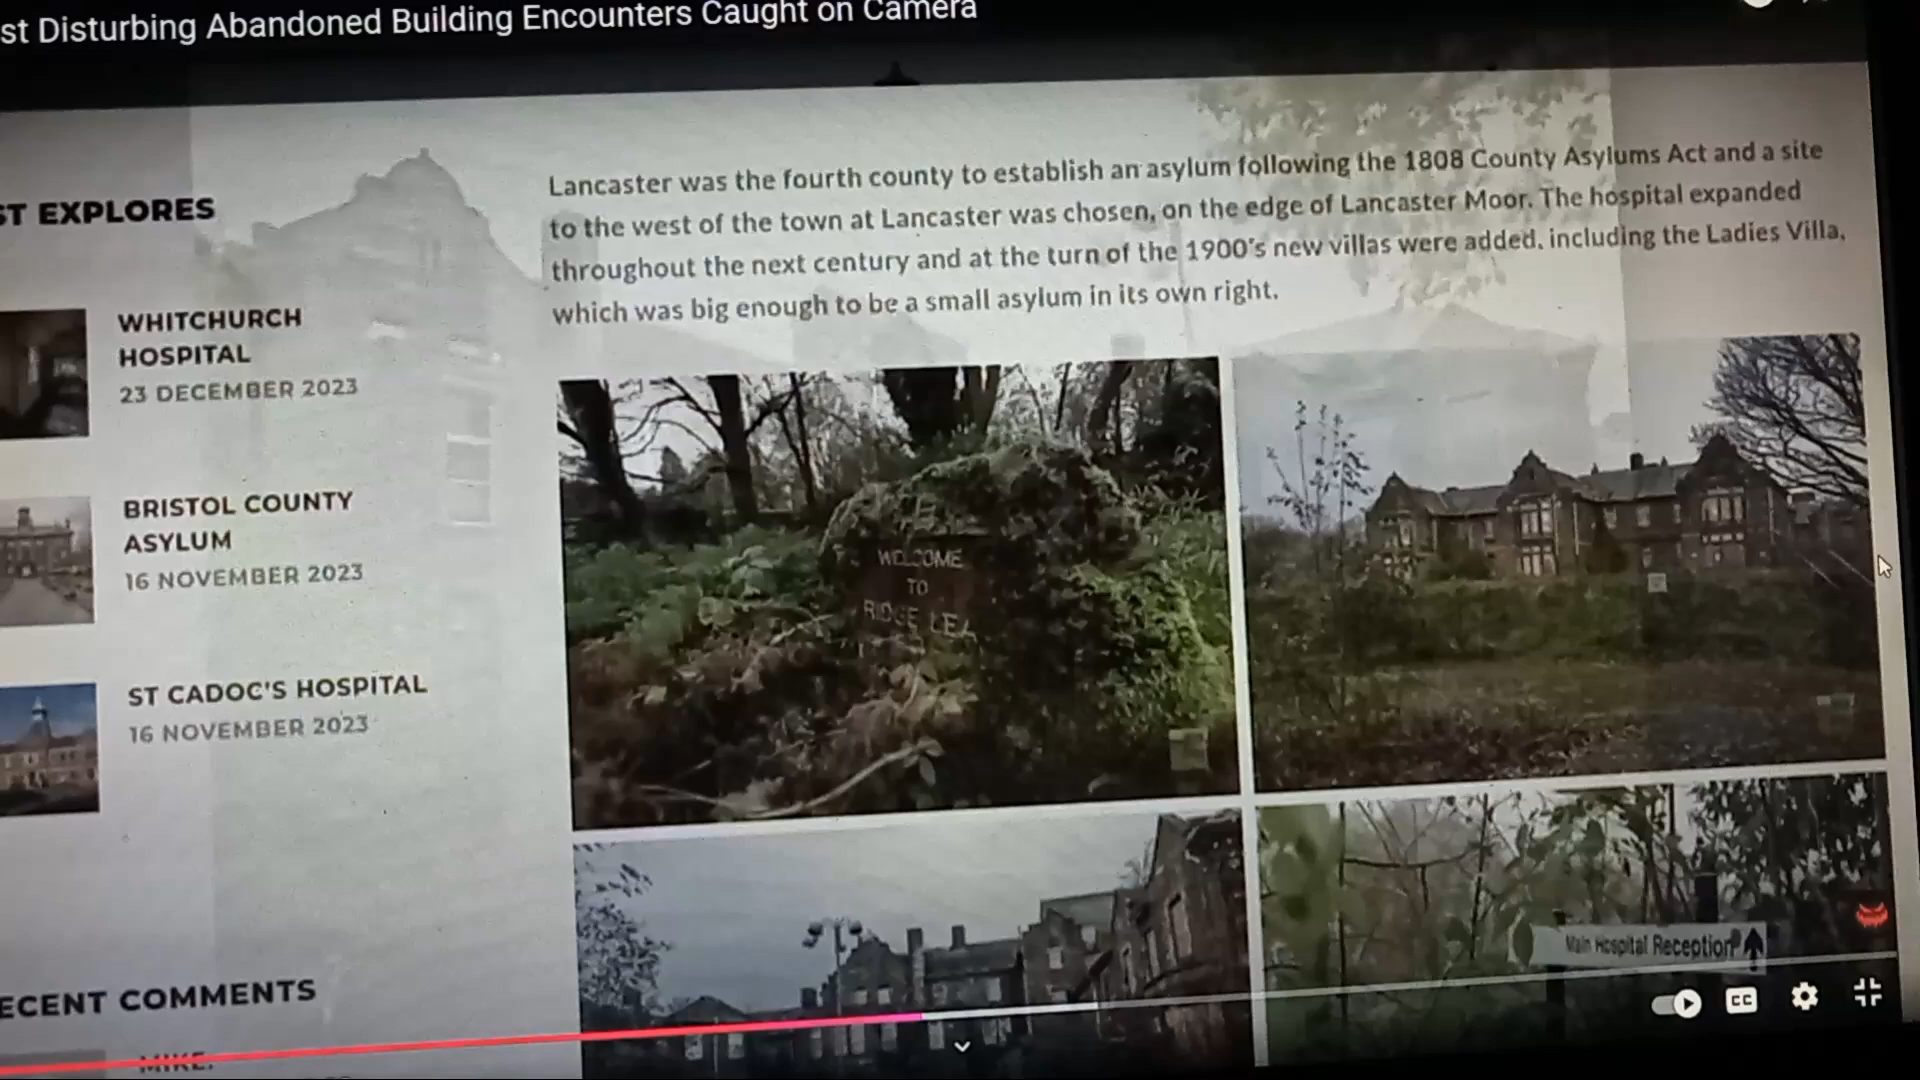 st Disturbing Abandoned Building Encounters Caught on Camera
ST EXPLORES
WHITCHURCH
HOSPITAL
23 DECEMBER 2023
BRISTOL COUNTY
ASYLUM
16 NOVEMBER 2023
ST CADOC'S HOSPITAL
16 NOVEMBER 2023
ECENT COMMENTS
MIKE.
Lancaster was the fourth county to establish an asylum following the 1808 County Asylums Act and a site
to the west of the town at Lancaster was chosen, on the edge of Lancaster Moor. The hospital expanded
throughout the next century and at the turn of the 1900's new villas were added, including the Ladies Villa,
which was big enough to be a small asylum in its own right.
WELCOME
TO
RIDGE LEA
Main Hospital Reception
CC